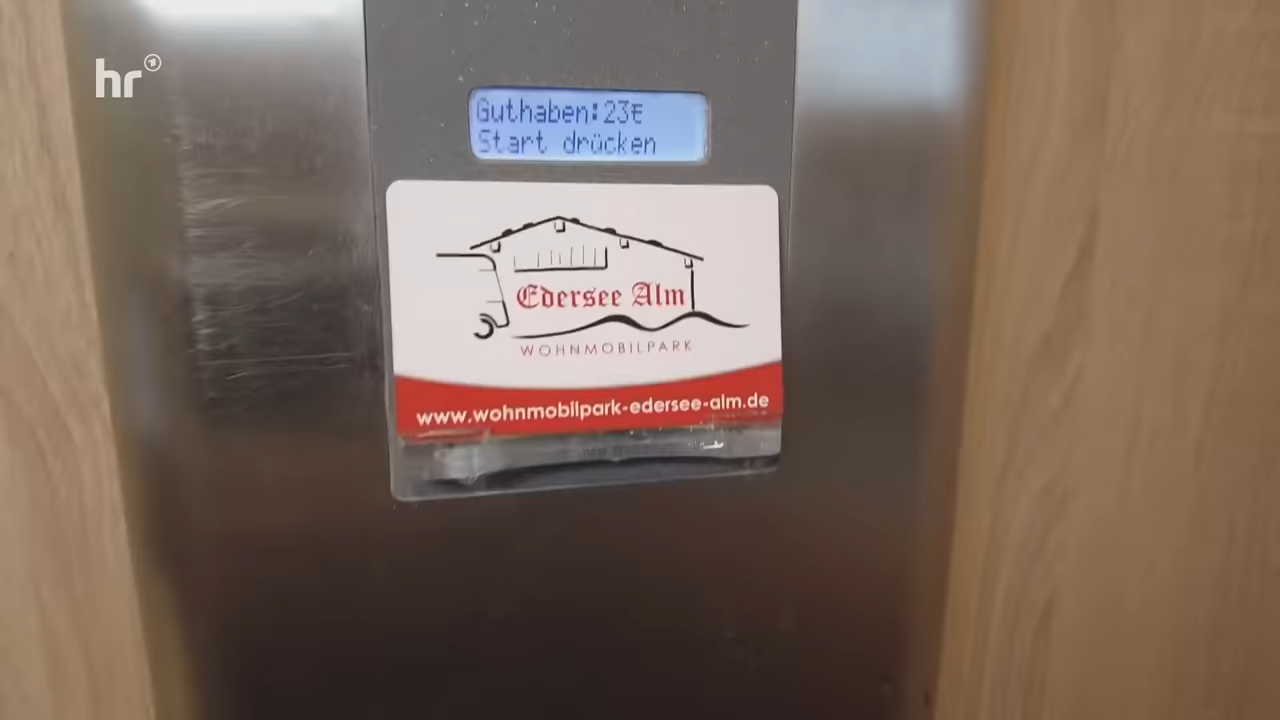 hr
Guthaben:23€
Start drücken
Edersee Alm
WOHNMOBILPARK
www.wohnmobilpark-edersee-alm.de